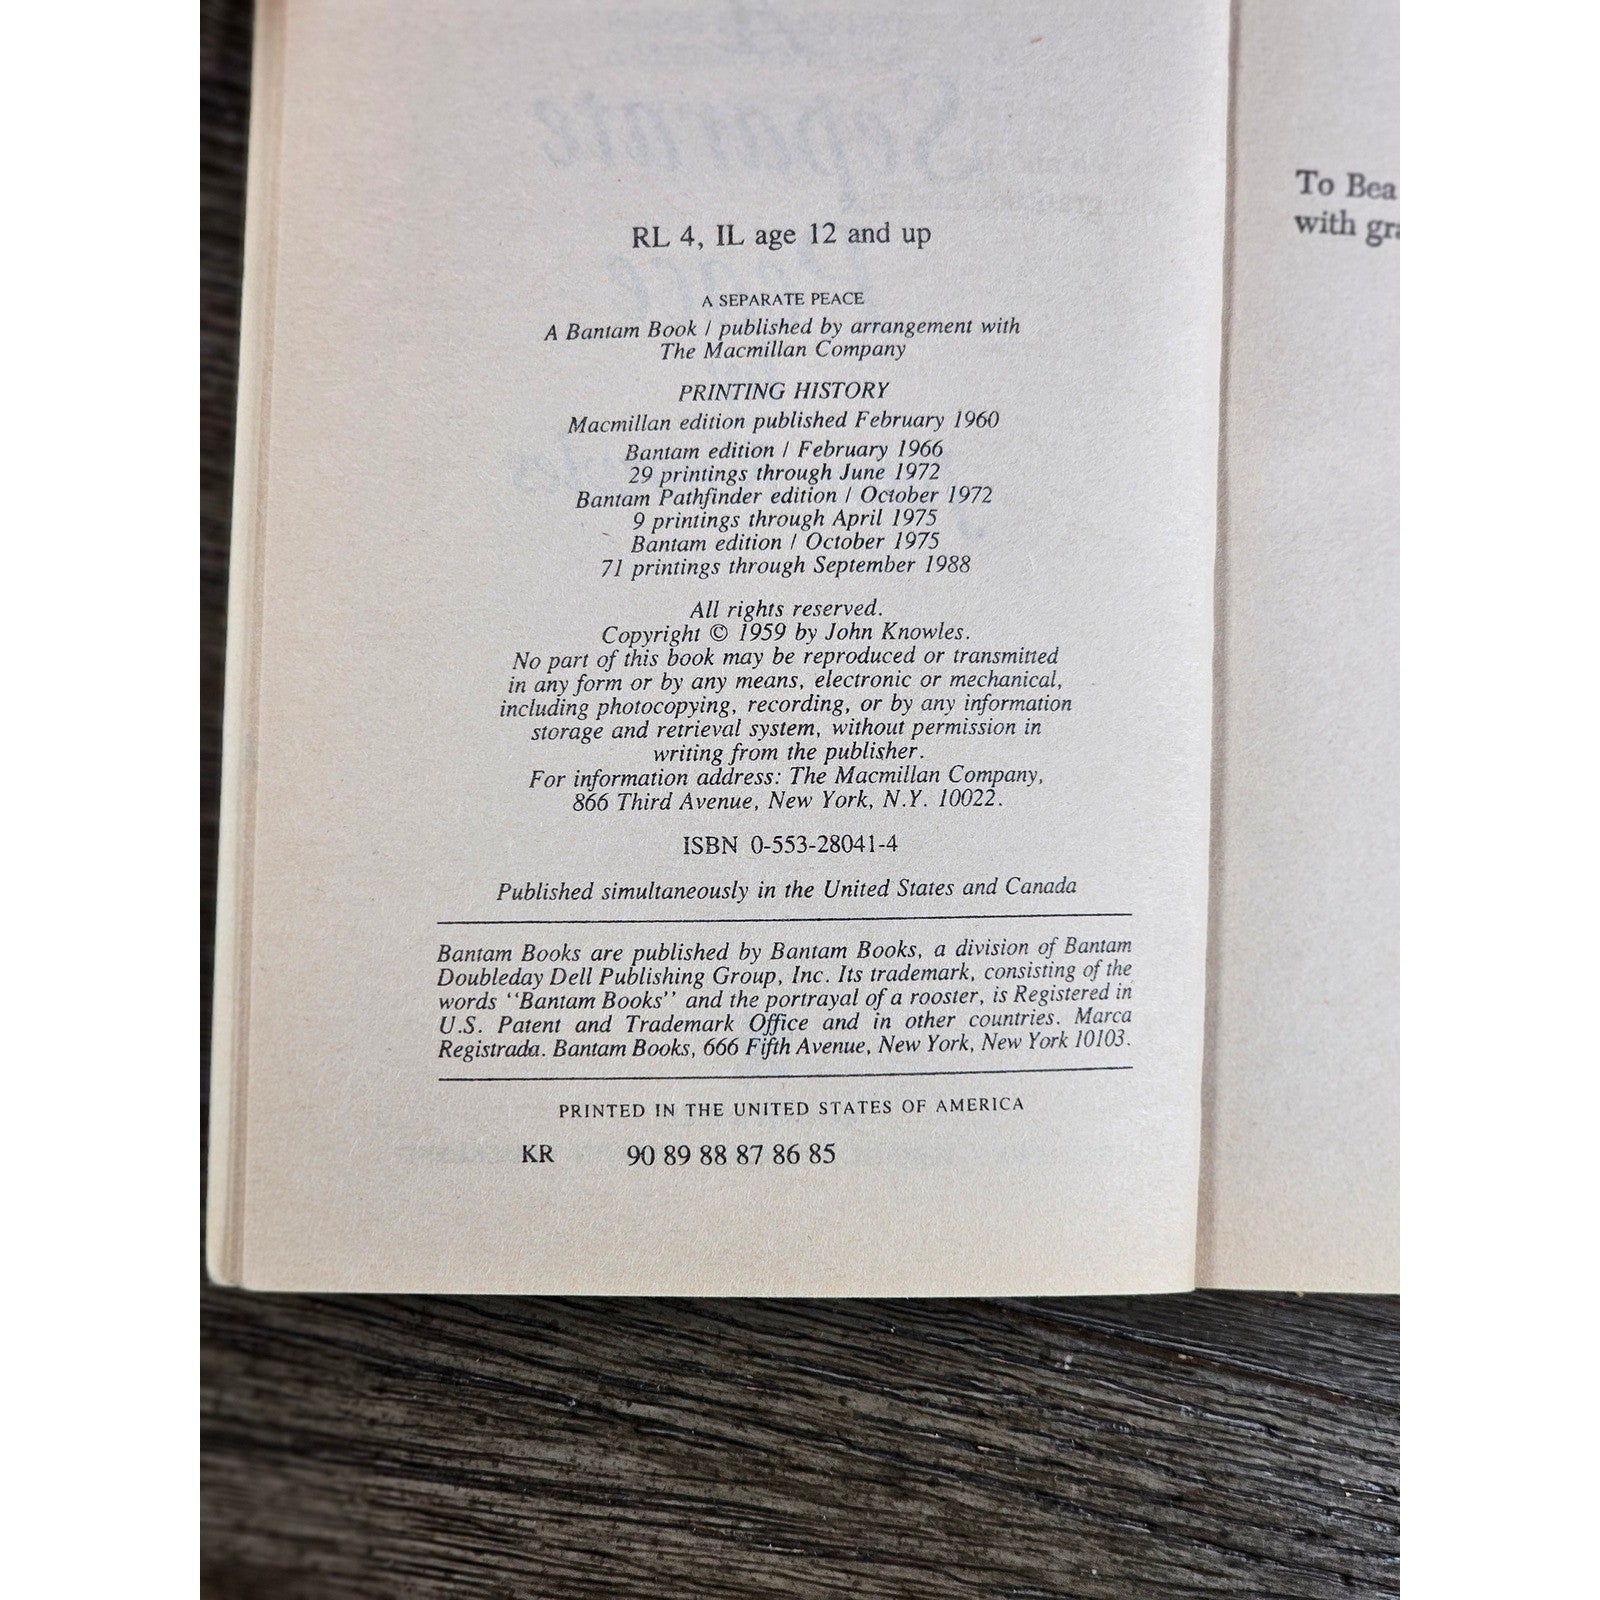 RL 4, IL age 12 and up
A SEPARATE PEACE
A Bantam Book / published by arrangement with
The Macmillan Company
PRINTING HISTORY
Macmillan edition published February 1960
Bantam edition / February 1966
29 printings through June 1972
Bantam Pathfinder edition / October 1972
9 printings through April 1975
Bantam edition / October 1975
71 printings through September 1988
All rights reserved.
Copyright © 1959 by John Knowles.
No part of this book may be reproduced or transmitted
in any form or by any means, electronic or mechanical,
including photocopying, recording, or by any information
storage and retrieval system, without permission in
writing from the publisher.
For information address: The Macmillan Company,
866 Third Avenue, New York, N.Y. 10022.
ISBN 0-553-28041-4
Published simultaneously in the United States and Canada
Bantam Books are published by Bantam Books, a division of Bantam
Doubleday Dell Publishing Group, Inc. Its trademark, consisting of the
words "Bantam Books" and the portrayal of a rooster, is Registered in
U.S. Patent and Trademark Office and in other countries. Marca
Registrada. Bantam Books, 666 Fifth Avenue, New York, New York 10103.
PRINTED IN THE UNITED STATES OF AMERICA
KR 90 89 88 87 86 85
To Bea
with gra